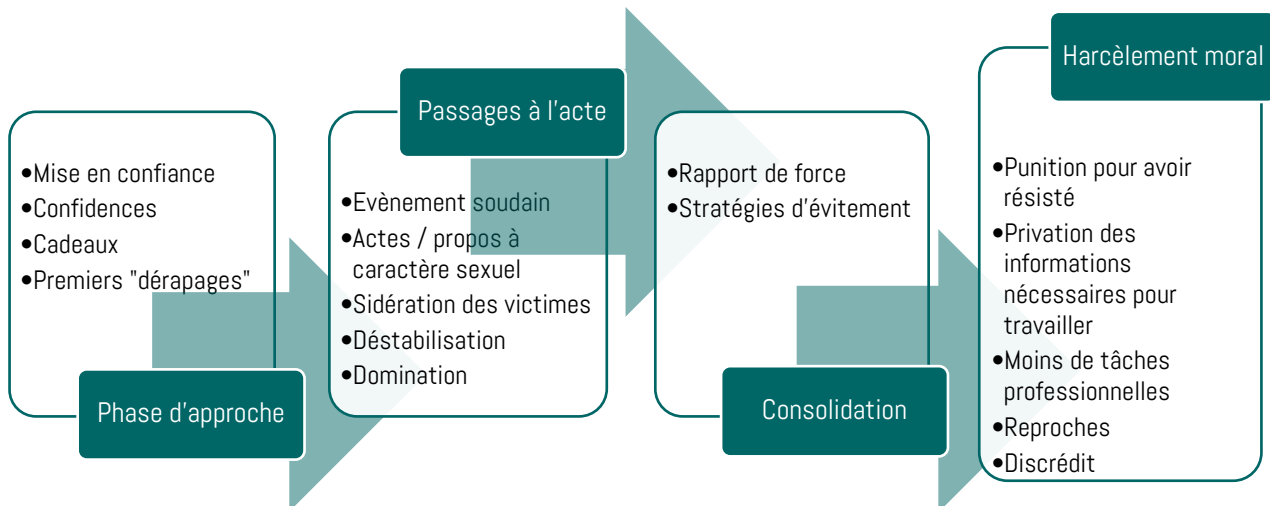 •Mise en confiance
•Confidences
•Cadeaux
•Premiers "dérapages"
Phase d'approche
Passages à l'acte
•Evènement soudain
•Actes / propos à
caractère sexuel
•Sidération des victimes
•Déstabilisation
•Domination
•Rapport de force
•Stratégies d'évitement
Consolidation
Harcèlement moral
•Punition pour avoir
résisté
•Privation des
informations
nécessaires pour
travailler
•Moins de tâches
professionnelles
•Reproches
•Discrédit